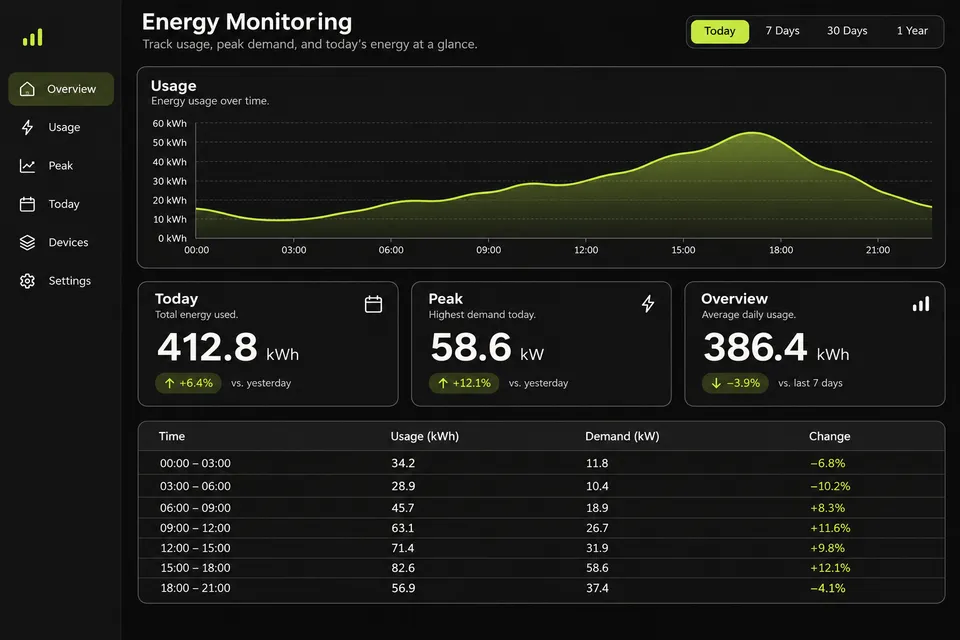 Energy Monitoring
Track usage, peak demand, and today's energy at a glance.
Today 7 Days 30 Days 1 Year
Overview
Usage
Peak
Today
Devices
Settings
Usage
Energy usage over time.
60 kWh
50 kWh
40 kWh
30 kWh
20 kWh
10 kWh
0 kWh
00:00 03:00 06:00 09:00 12:00 15:00 18:00 21:00
Today
Total energy used.
412.8 kWh
↑ +6.4% vs. yesterday
Peak
Highest demand today.
58.6 kW
↑ +12.1% vs. yesterday
Overview
Average daily usage.
386.4 kWh
↓ −3.9% vs. last 7 days
Time Usage (kWh) Demand (kW) Change
00:00 – 03:00 34.2 11.8 −6.8%
03:00 – 06:00 28.9 10.4 −10.2%
06:00 – 09:00 45.7 18.9 +8.3%
09:00 – 12:00 63.1 26.7 +11.6%
12:00 – 15:00 71.4 31.9 +9.8%
15:00 – 18:00 82.6 58.6 +12.1%
18:00 – 21:00 56.9 37.4 −4.1%